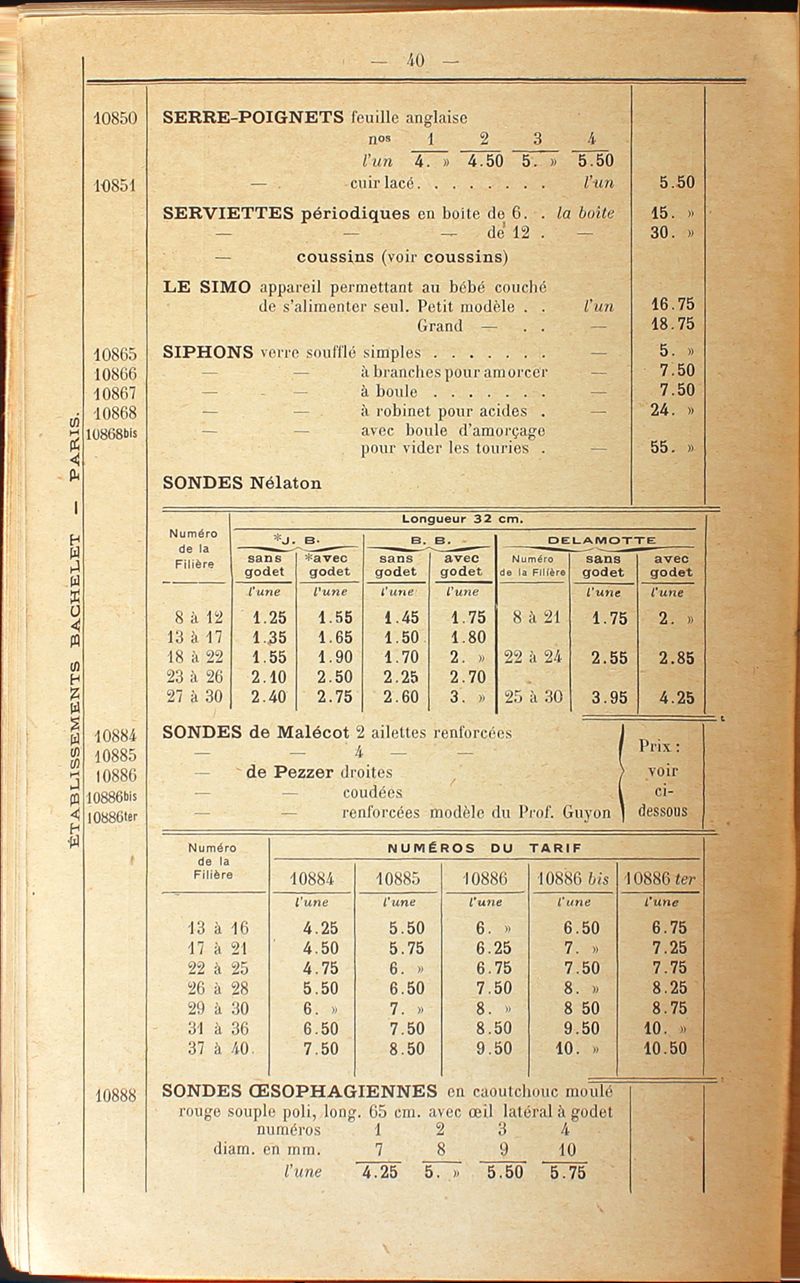 — 40 —
10850 SERRE-POIGNETS feuille anglaise
nos 1 2 3 4
l'un 4. » 4.50 5. » 5.50
10851 — cuir lacé. . . . . . . . l'un 5.50
SERVIETTES périodiques en boite de 6. . la boîte 15. »
— — — de 12 . — 30. »
— coussins (voir coussins)
LE SIMO appareil permettant au bébé couché
de s'alimenter seul. Petit modèle . . l'un 16.75
Grand — . . — 18.75
10865 SIPHONS verre soufflé simples . . . . . . . — 5. »
10866 — — à branches pour amorcer — 7.50
10867 — — à boule . . . . . . . — 7.50
10868 — — à robinet pour acides . — 24. »
10868bis — — avec boule d'amorçage
pour vider les touries . — 55. »
SONDES Nélaton
Numéro de la Filière Longueur 32 cm.
*J. B. B. B. DELAMOTTE
sans godet *avec godet sans godet avec godet Numéro de la Filière sans godet avec godet
l'une l'une l'une l'une l'une l'une
8 à 12 1.25 1.55 1.45 1.75 8 à 21 1.75 2. »
13 à 17 1.35 1.65 1.50 1.80
18 à 22 1.55 1.90 1.70 2. » 22 à 24 2.55 2.85
23 à 26 2.10 2.50 2.25 2.70
27 à 30 2.40 2.75 2.60 3. » 25 à 30 3.95 4.25
10884 SONDES de Malécot 2 ailettes renforcées
10885 — — 4 — — Prix :
10886 — de Pezzer droites voir
10886bis — — coudées ci-
10886ter — — renforcées modèle du Prof. Guyon dessous
Numéro de la Filière NUMÉROS DU TARIF
10884 10885 10886 10886 bis 10886 ter
l'une l'une l'une l'une l'une
13 à 16 4.25 5.50 6. » 6.50 6.75
17 à 21 4.50 5.75 6.25 7. » 7.25
22 à 25 4.75 6. » 6.75 7.50 7.75
26 à 28 5.50 6.50 7.50 8. » 8.25
29 à 30 6. » 7. » 8. » 8 50 8.75
31 à 36 6.50 7.50 8.50 9.50 10. »
37 à 40. 7.50 8.50 9.50 10. » 10.50
10888 SONDES ŒSOPHAGIENNES en caoutchouc moulé
rouge souple poli, long. 65 cm. avec œil latéral à godet
numéros 1 2 3 4
diam. en mm. 7 8 9 10
l'une 4.25 5. » 5.50 5.75
ÉTABLISSEMENTS BACHELET — PARIS.